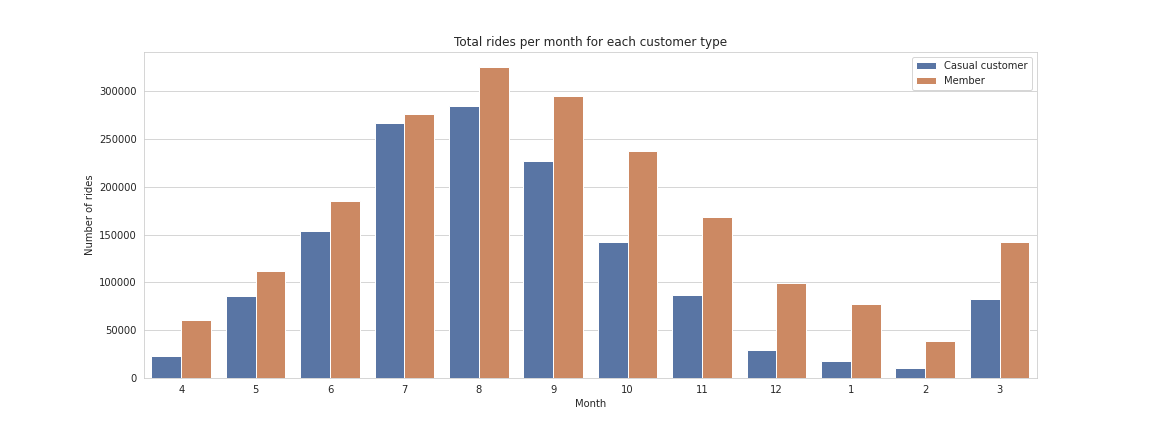 Total rides per month for each customer type
Casual customer
Member
Number of rides
300000
250000
200000
150000
100000
50000
0
4 5 6 7 8 9 10 11 12 1 2 3
Month